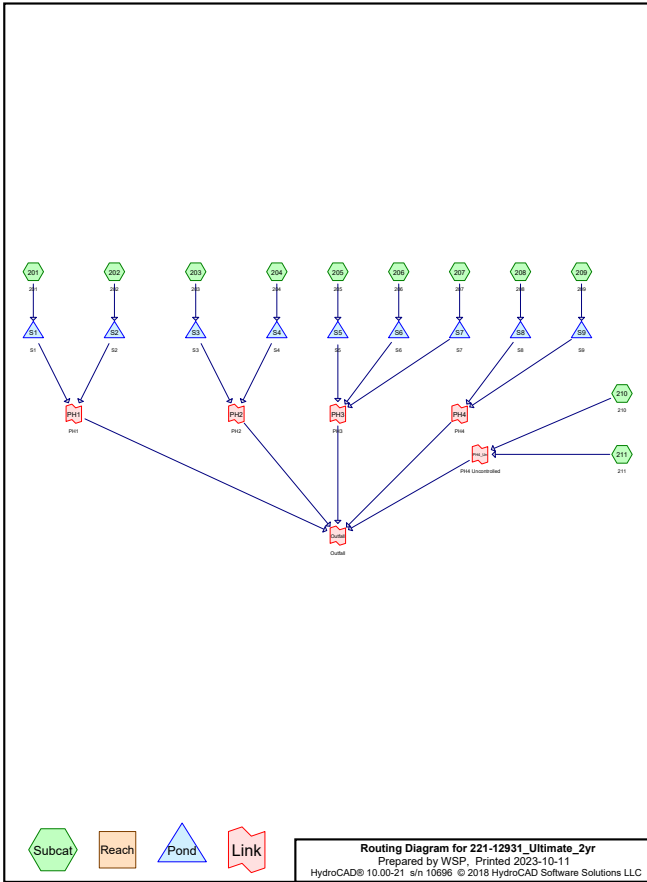 201 202 203 204 205 206 207 208 209
201 202 203 204 205 206 207 208 209
S1 S2 S3 S4 S5 S6 S7 S8 S9
S1 S2 S3 S4 S5 S6 S7 S8 S9
210
210
PH1 PH2 PH3 PH4
PH1 PH2 PH3 PH4
211
PH4 Uncontrolled
211
Outfall
Outfall
Subcat Reach Pond Link
Routing Diagram for 221-12931_Ultimate_2yr
Prepared by WSP, Printed 2023-10-11
HydroCAD® 10.00-21 s/n 10696 © 2018 HydroCAD Software Solutions LLC